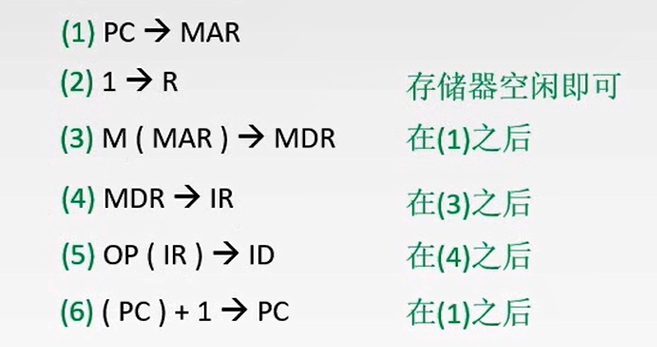 (1) PC → MAR
(2) 1 → R 存储器空闲即可
(3) M ( MAR ) → MDR 在(1)之后
(4) MDR → IR 在(3)之后
(5) OP ( IR ) → ID 在(4)之后
(6) ( PC ) + 1 → PC 在(1)之后